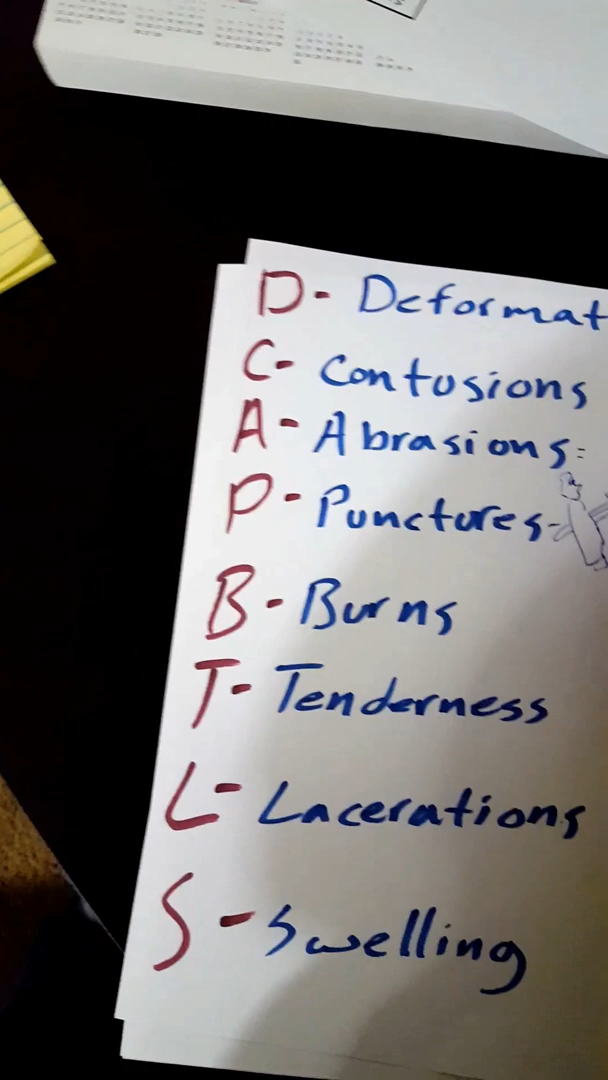 D- Deformat
C- Contusions
A- Abrasions:
P- Punctures-
B- Burns
T- Tenderness
L- Lacerations
S- Swelling